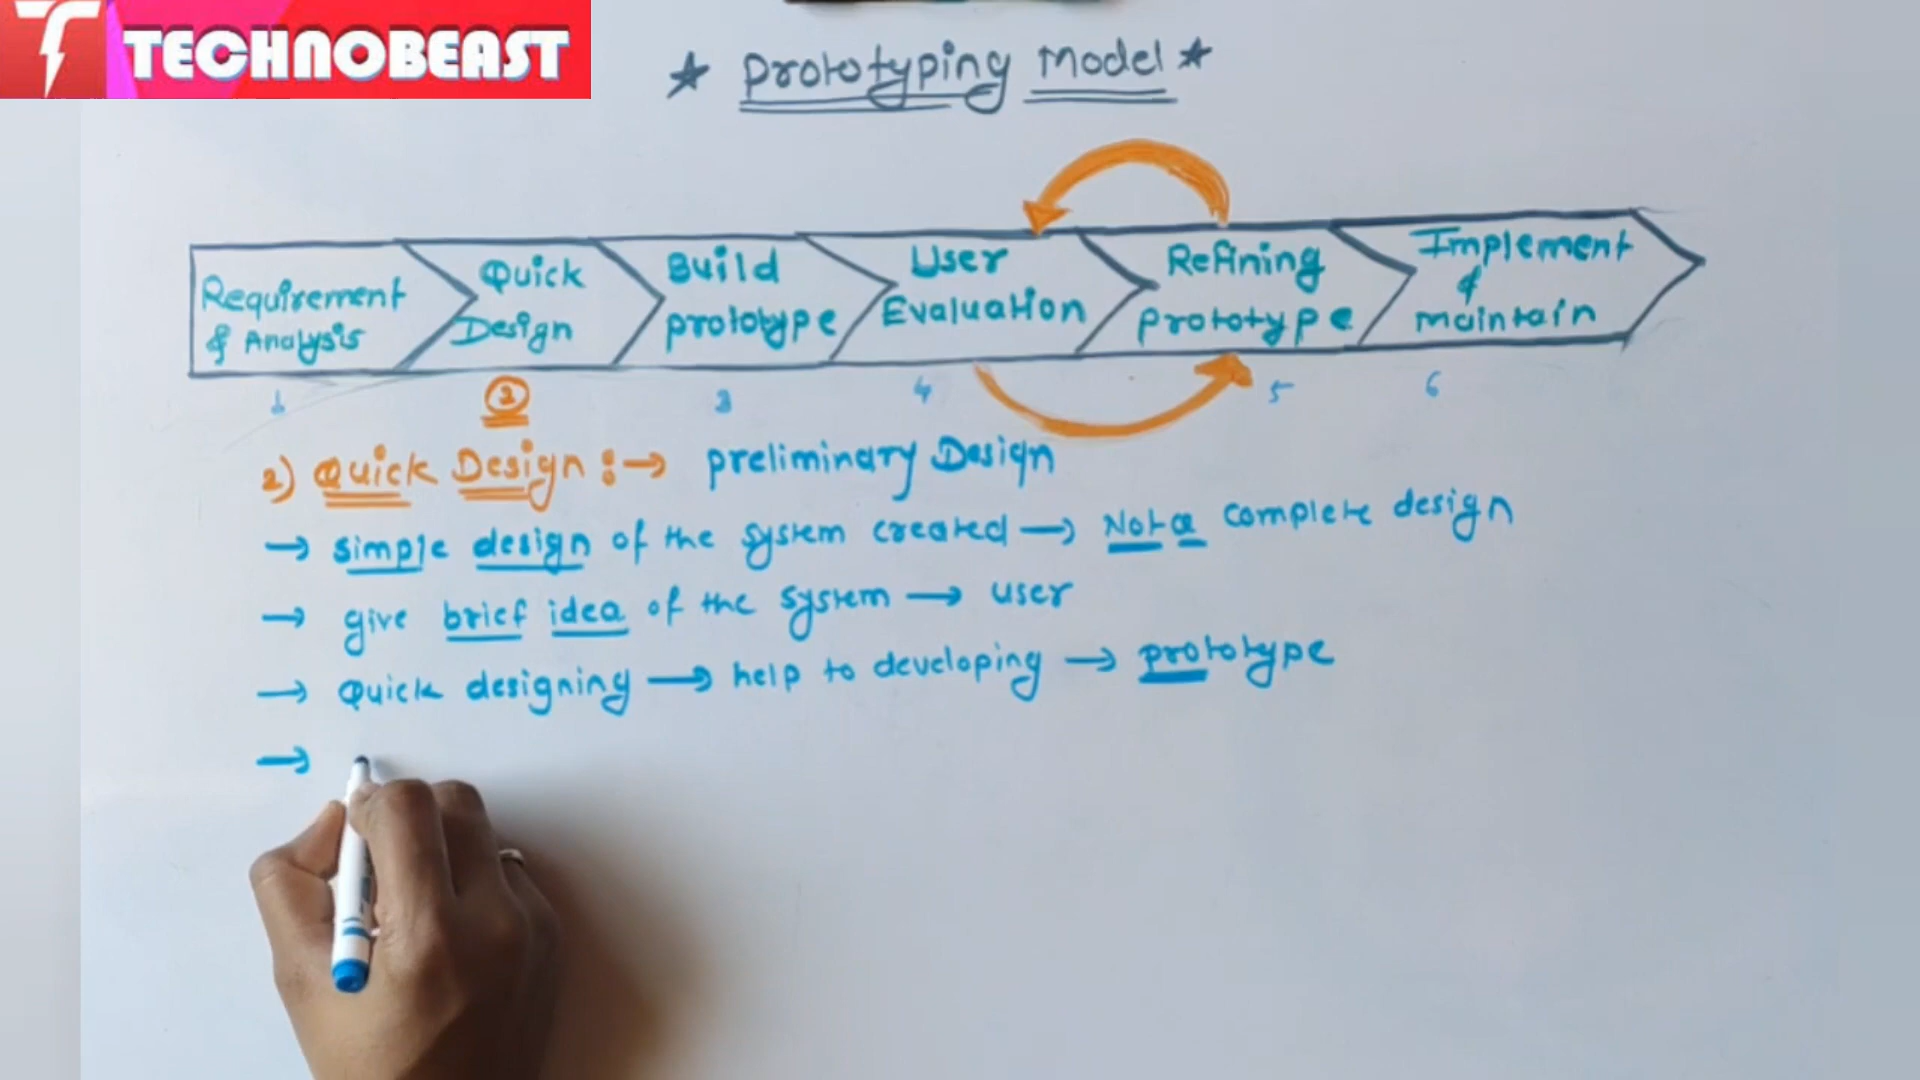 TECHNOBEAST
★ Prototyping Model ★
Requirement & Analysis
Quick Design
Build prototype
User Evaluation
Refining prototype
Implement & maintain
1 2 3 4 5 6
2) Quick Design :→ preliminary Design
→ simple design of the system created → Not a complete design
→ give brief idea of the system → user
→ Quick designing → help to developing → prototype
→